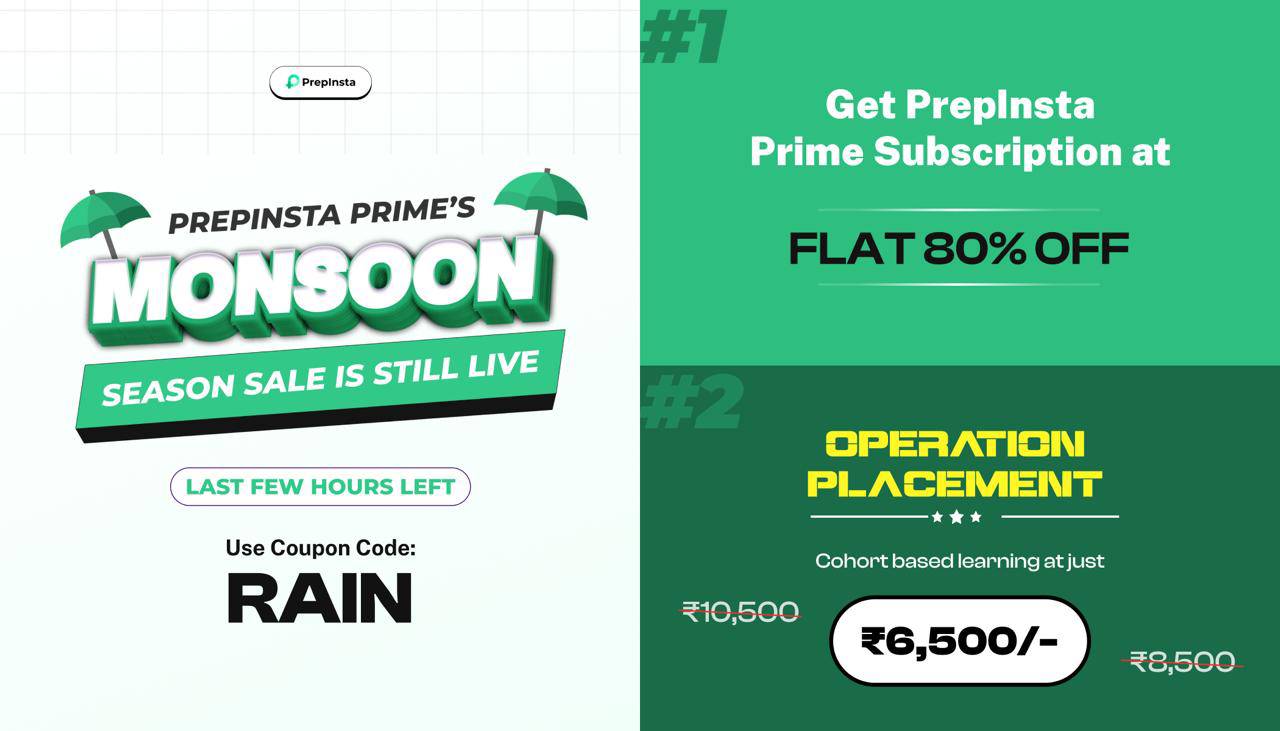 PrepInsta
PREPINSTA PRIME'S
MONSOON
SEASON SALE IS STILL LIVE
LAST FEW HOURS LEFT
Use Coupon Code:
RAIN
#1
Get PrepInsta
Prime Subscription at
FLAT 80% OFF
#2
OPERATION
PLACEMENT
Cohort based learning at just
₹10,500
₹6,500/-
₹8,500